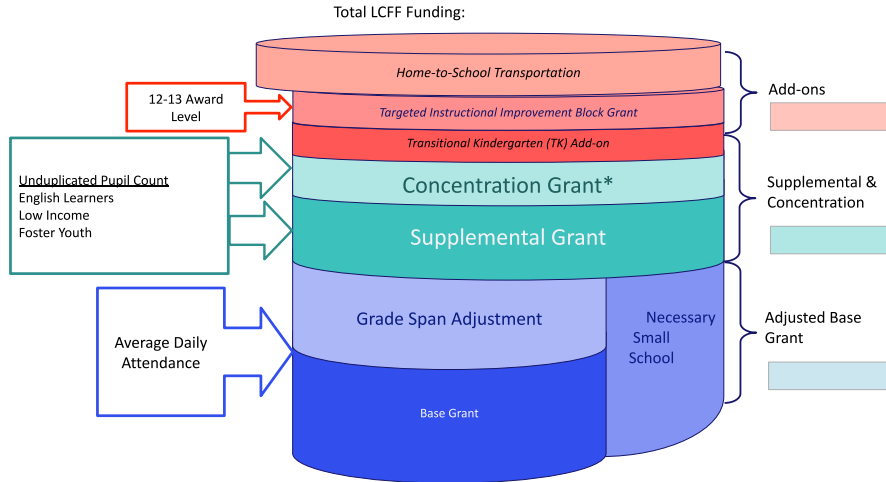 Total LCFF Funding:
Home-to-School Transportation
12-13 Award
Level
Targeted Instructional Improvement Block Grant
Add-ons
Transitional Kindergarten (TK) Add-on
Unduplicated Pupil Count
English Learners
Low Income
Foster Youth
Concentration Grant*
Supplemental Grant
Supplemental &
Concentration
Average Daily
Attendance
Grade Span Adjustment
Necessary
Small
School
Adjusted Base
Grant
Base Grant